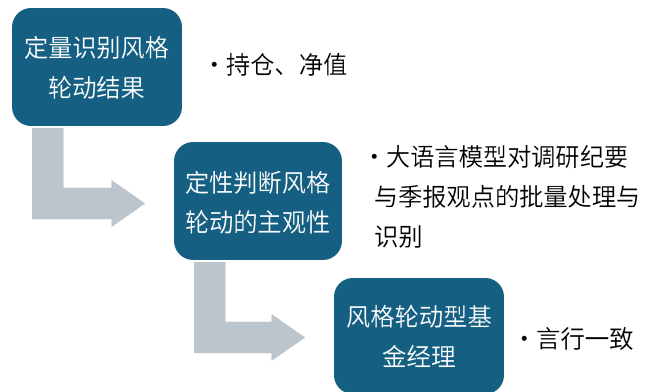 定量识别风格
轮动结果
・持仓、净值
定性判断风格
轮动的主观性
・大语言模型对调研纪要
与季报观点的批量处理与
识别
风格轮动型基
金经理
・言行一致